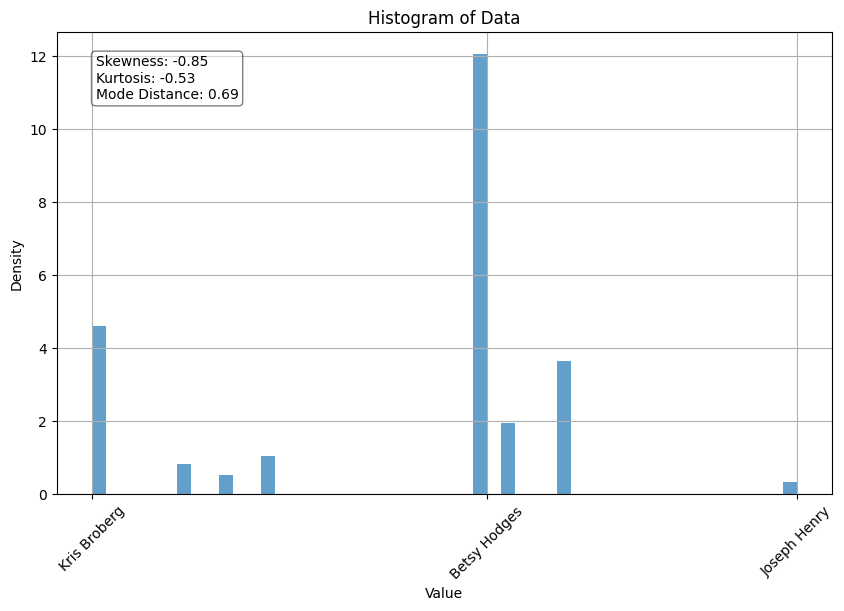 Histogram of Data
Skewness: -0.85
Kurtosis: -0.53
Mode Distance: 0.69
Density
12
10
8
6
4
2
0
Kris Broberg
Betsy Hodges
Joseph Henry
Value